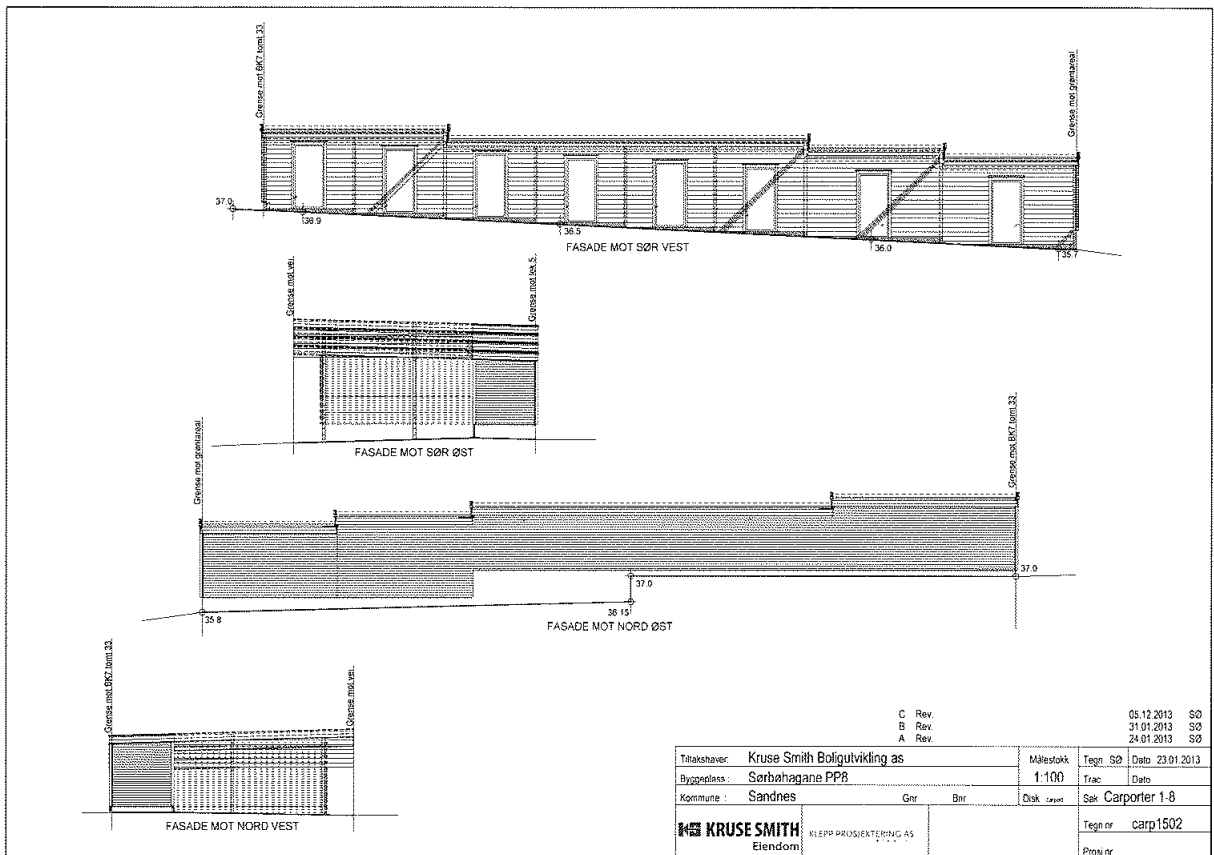 Grense mot BK7 tomt 33
Grense mot grøntareal
37.0
36.9
36.5
36.0
35.7
FASADE MOT SØR VEST
Grense mot vei
Grense mot lek 5
FASADE MOT SØR ØST
Grense mot grøntareal
Grense mot BK7 tomt 33
37.0
37.0
35.8
36.15
FASADE MOT NORD ØST
Grense mot BK7 tomt 33
Grense mot vei
FASADE MOT NORD VEST
C Rev. 05.12.2013 SØ
B Rev. 31.01.2013 SØ
A Rev. 24.01.2013 SØ
Tiltakshaver: Kruse Smith Boligutvikling as
Målestokk
1:100
Tegn SØ Dato 23.01.2013
Byggeplass : Sørbøhagane PP8
Trac Dato
Kommune : Sandnes Gnr Bnr
Disk carport
Sak Carporter 1-8
KRUSE SMITH
Eiendom
KLEPP PROSJEKTERING AS
Tegn nr carp1502
Prosj nr